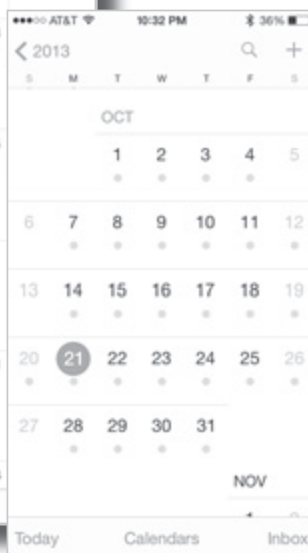 AT&T 10:32 PM 36%
2013
S M T W T F S
OCT
1 2 3 4 5
6 7 8 9 10 11 12
13 14 15 16 17 18 19
20 21 22 23 24 25 26
27 28 29 30 31
NOV
Today Calendars Inbox